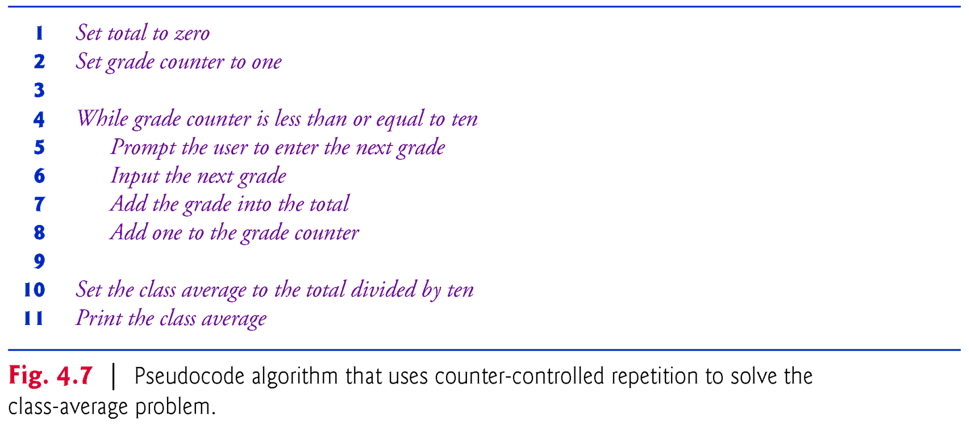 1 Set total to zero
2 Set grade counter to one
3
4 While grade counter is less than or equal to ten
5 Prompt the user to enter the next grade
6 Input the next grade
7 Add the grade into the total
8 Add one to the grade counter
9
10 Set the class average to the total divided by ten
11 Print the class average
Fig. 4.7 | Pseudocode algorithm that uses counter-controlled repetition to solve the
class-average problem.